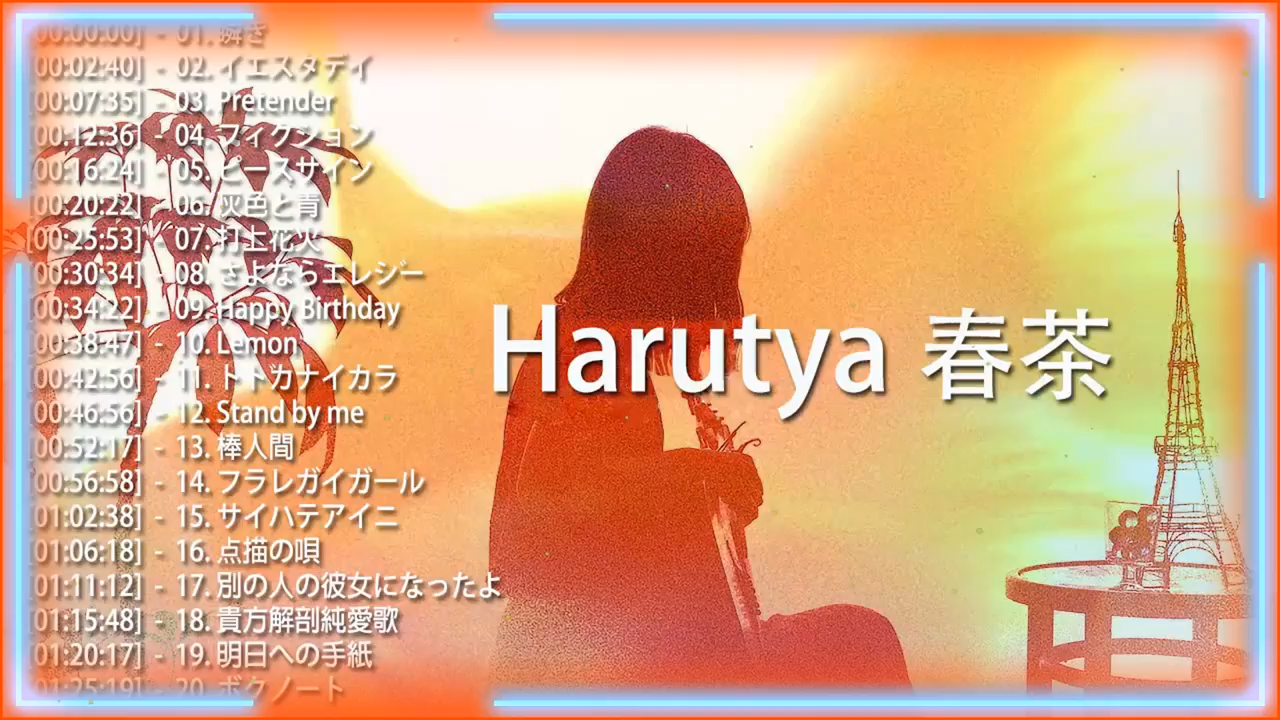 [00:00:00] - 01. 瞬き
[00:02:40] - 02. イエスタデイ
[00:07:35] - 03. Pretender
[00:12:36] - 04. フィクション
[00:16:24] - 05. ピースサイン
[00:20:22] - 06. 灰色と青
[00:25:53] - 07. 打上花火
[00:30:34] - 08. さよならエレジー
[00:34:22] - 09. Happy Birthday
[00:38:47] - 10. Lemon
[00:42:56] - 11. トドカナイカラ
[00:46:56] - 12. Stand by me
[00:52:17] - 13. 棒人間
[00:56:58] - 14. フラレガイガール
[01:02:38] - 15. サイハテアイニ
[01:06:18] - 16. 点描の唄
[01:11:12] - 17. 別の人の彼女になったよ
[01:15:48] - 18. 貴方解剖純愛歌
[01:20:17] - 19. 明日への手紙
[01:25:19] - 20. ボクノート
Harutya 春茶